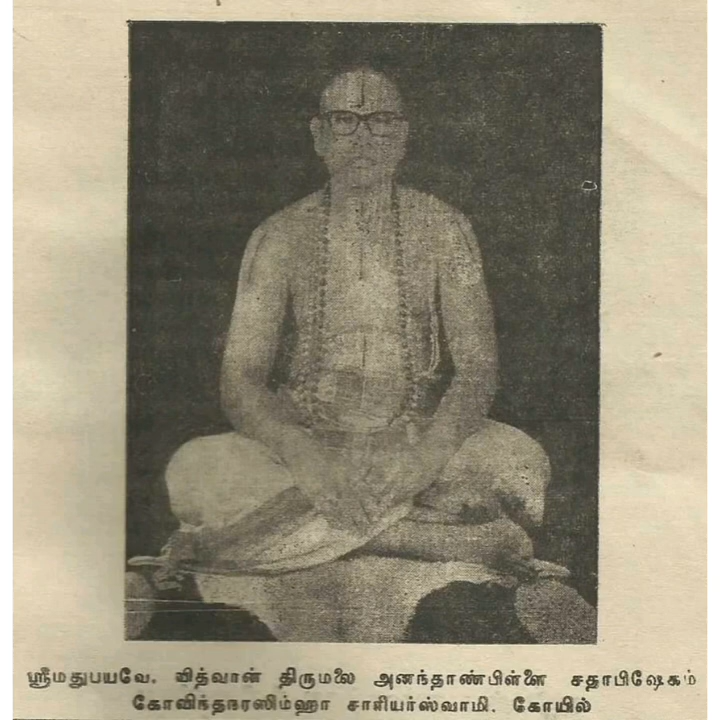 ஸ்ரீமதுபயவே. வித்வான் திருமலை அனந்தாண்பிள்ளை சதாபிஷேகம்
கோவிந்தநரஸிம்ஹா சாரியர்ஸ்வாமி. கோயில்